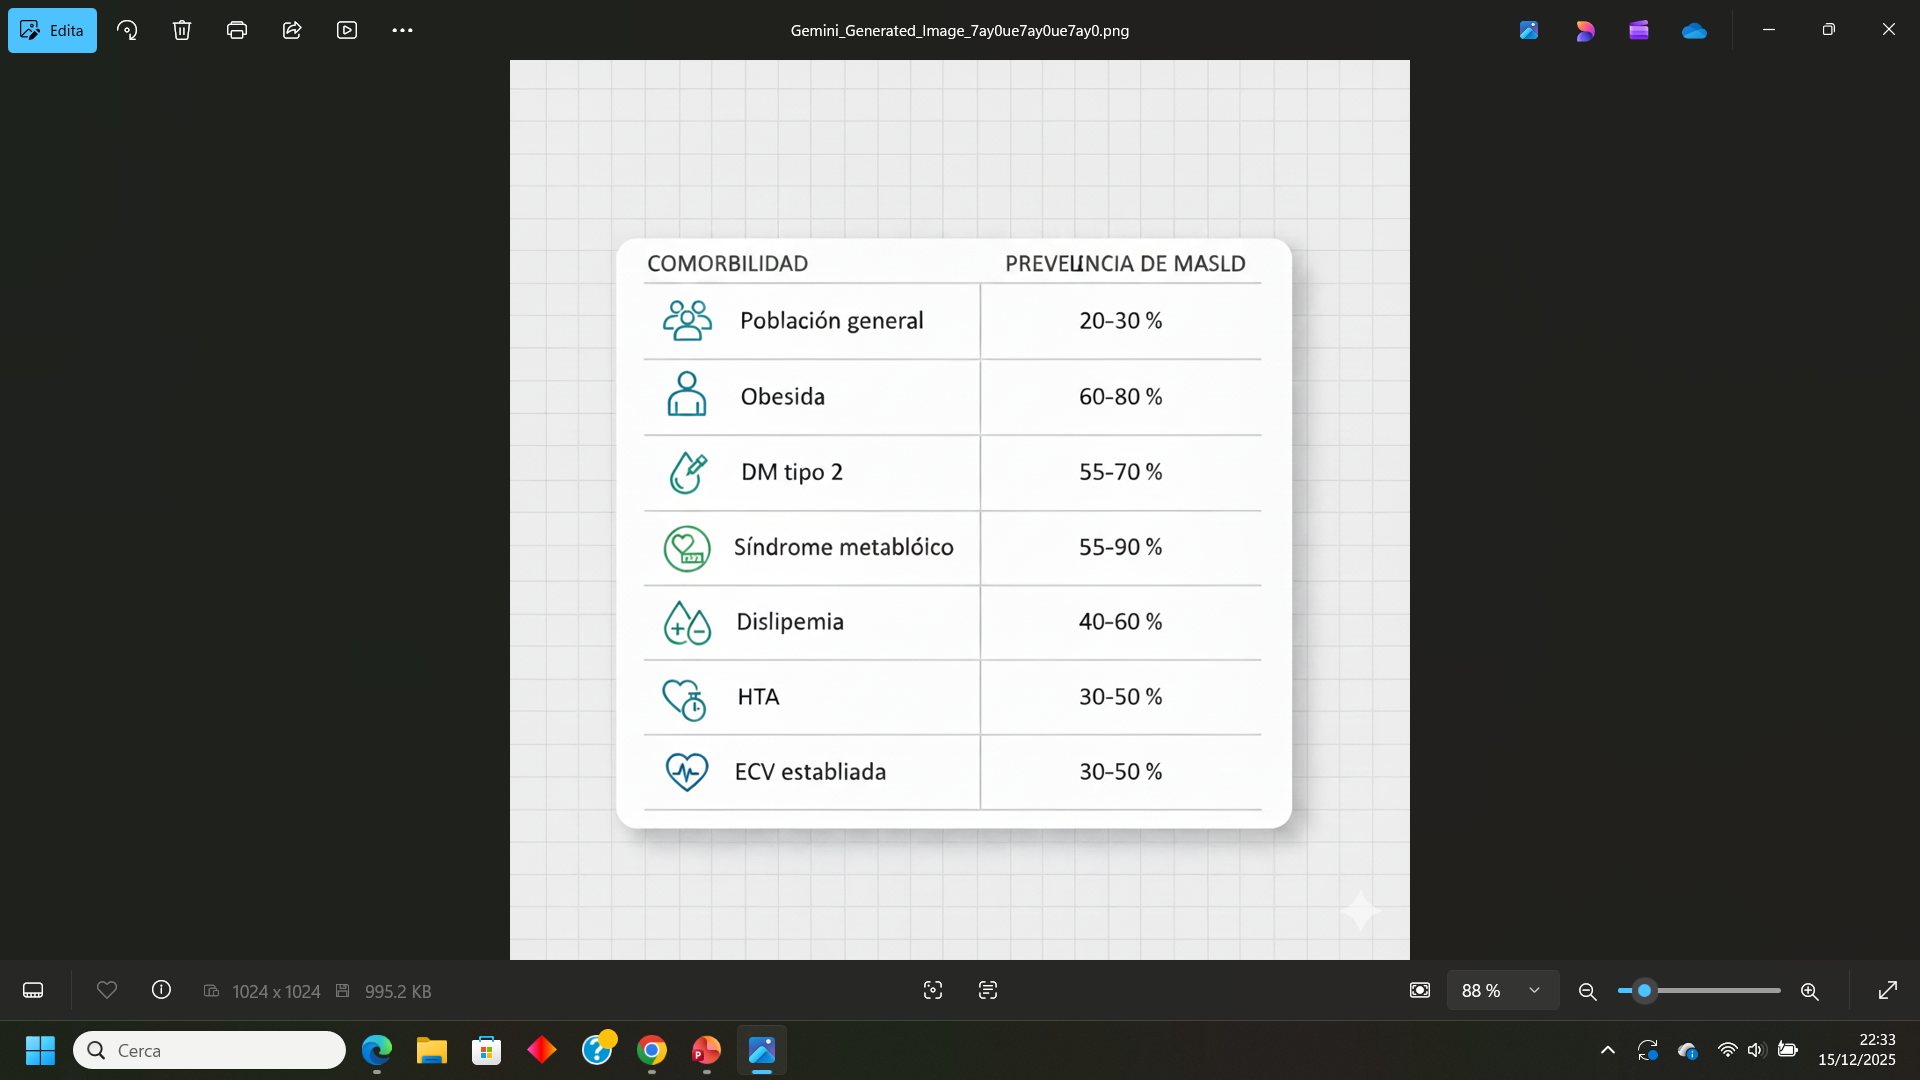 Edita
Gemini_Generated_Image_7ay0ue7ay0ue7ay0.png
COMORBILIDAD PREVELINCIA DE MASLD
Población general 20-30 %
Obesida 60-80 %
DM tipo 2 55-70 %
Síndrome metablóico 55-90 %
Dislipemia 40-60 %
HTA 30-50 %
ECV establiada 30-50 %
1024 x 1024 995.2 KB 88 %
Cerca
22:33
15/12/2025